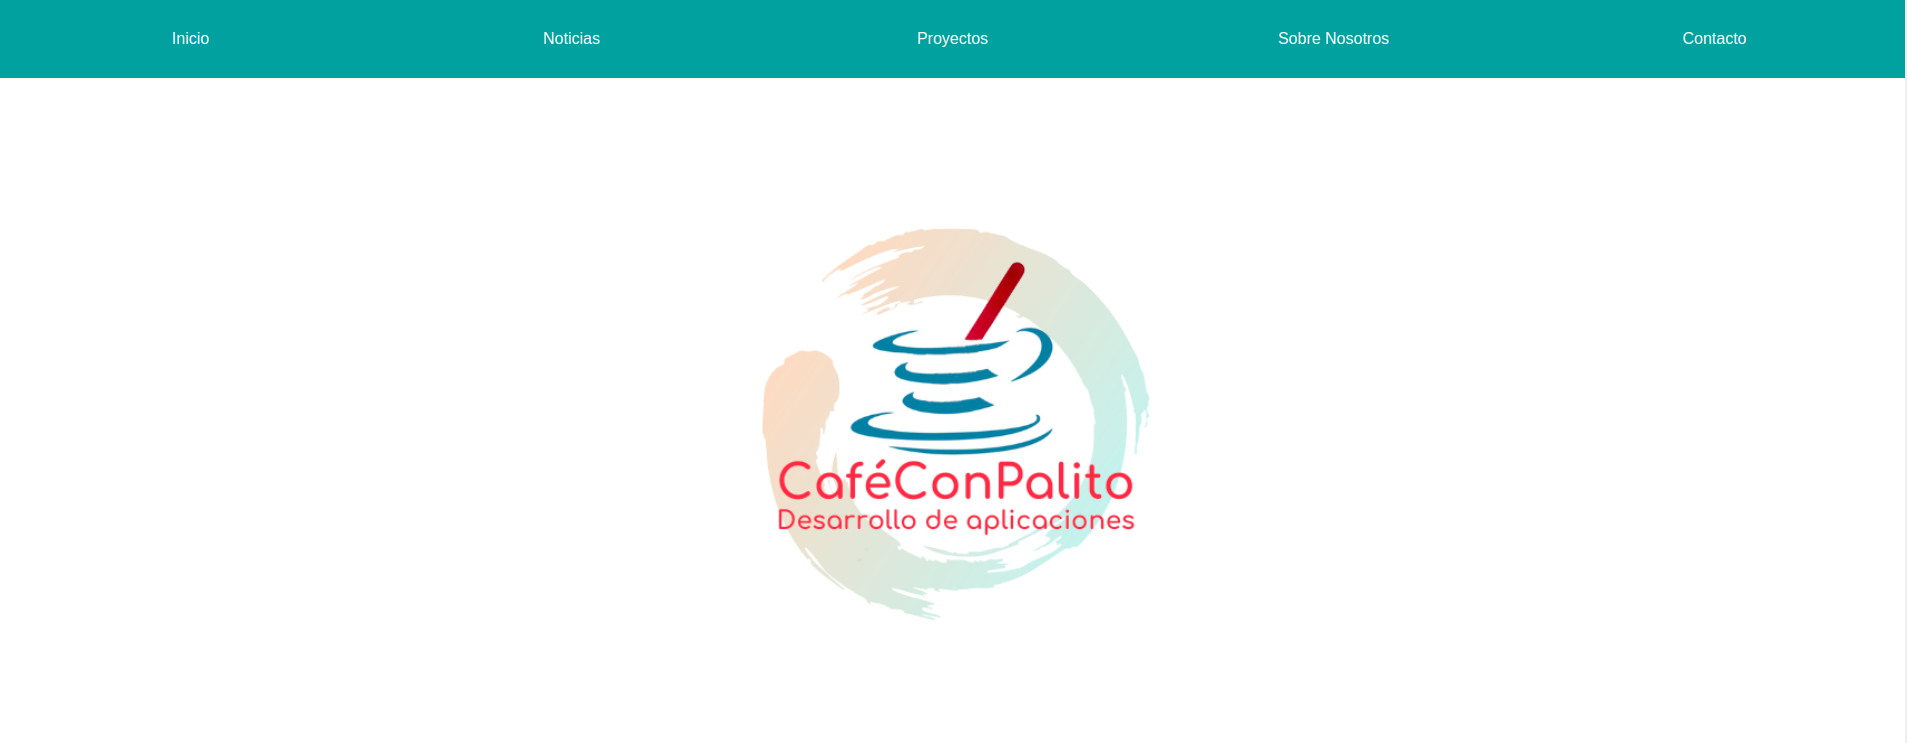 Inicio Noticias Proyectos Sobre Nosotros Contacto
CaféConPalito
Desarrollo de aplicaciones